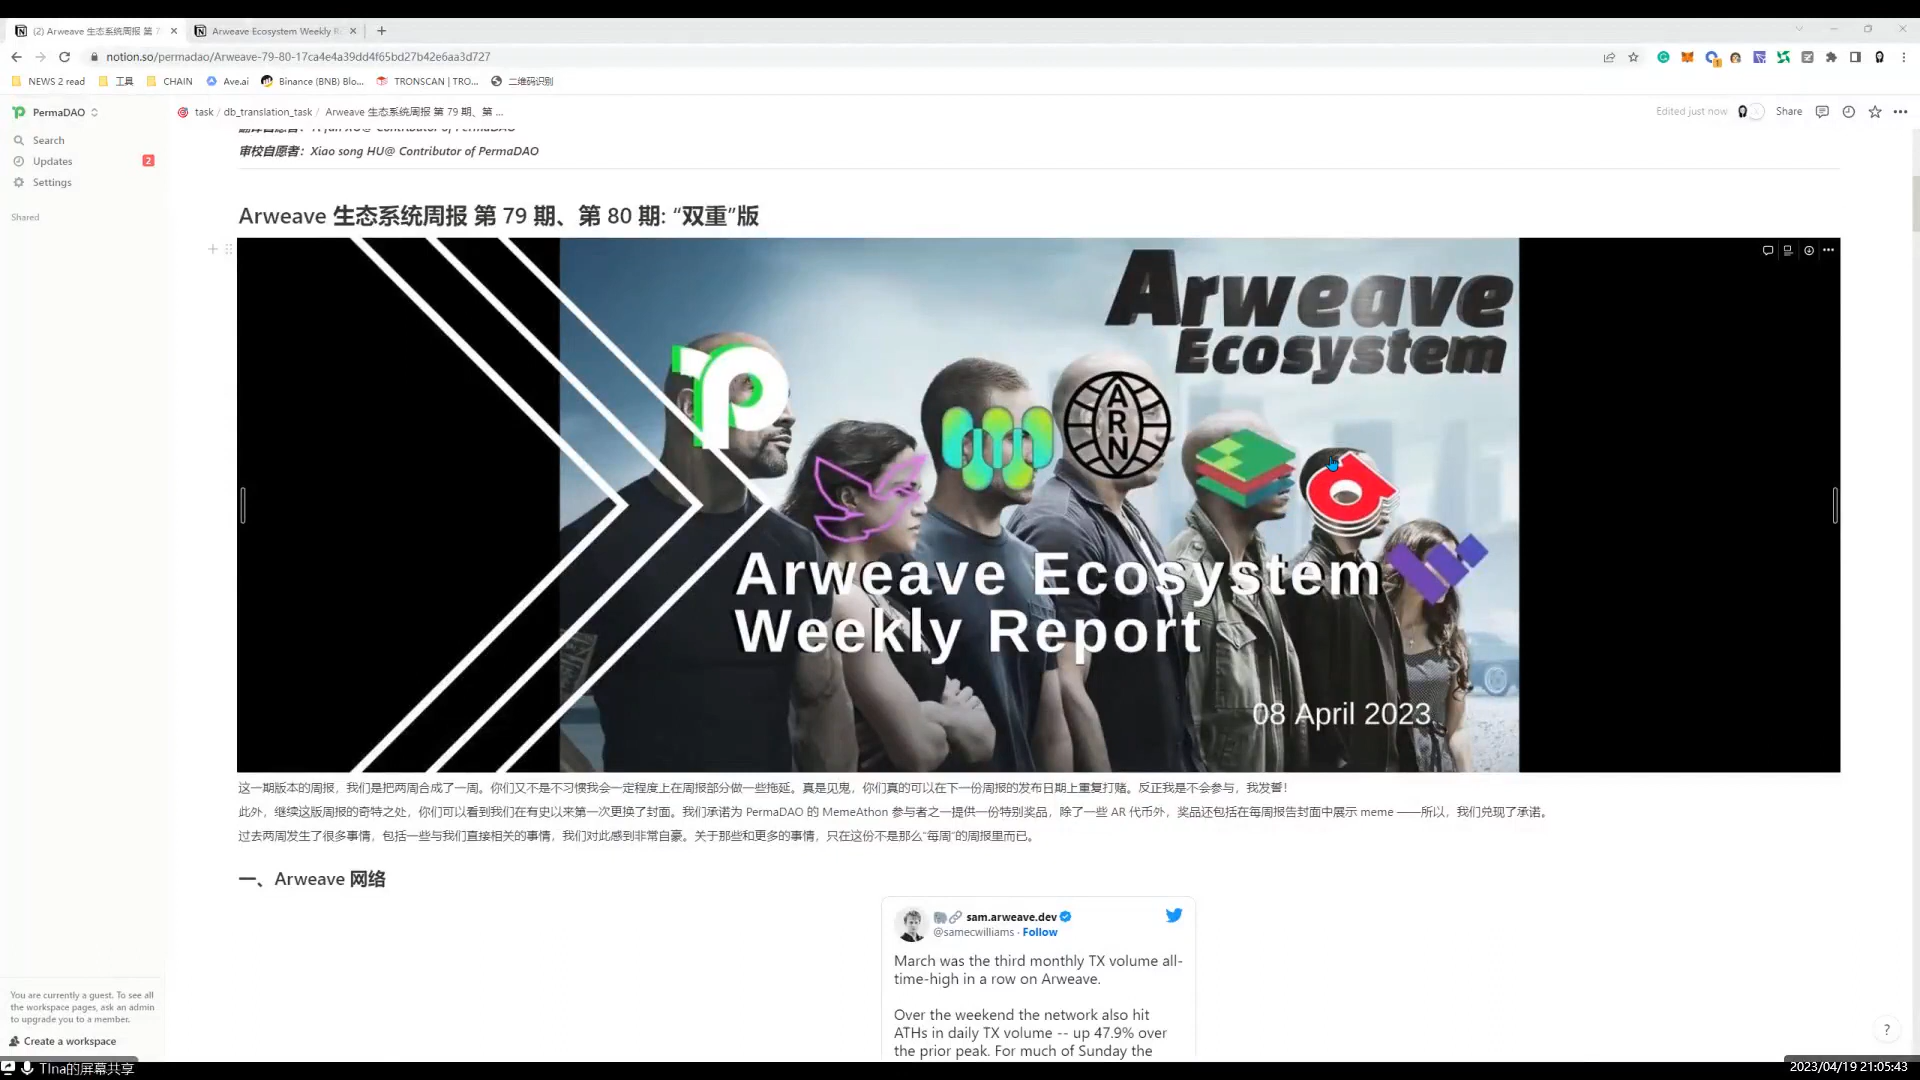 (2) Arweave 生态系统周报 第 7
Arweave Ecosystem Weekly R
notion.so/permadao/Arweave-79-80-17ca4e4a39dd4f65bd27b42e6aa3d727
NEWS 2 read
工具
CHAIN
Ave.ai
Binance (BNB) Blo...
TRONSCAN | TRO...
二维码识别
PermaDAO
task / db_translation_task / Arweave 生态系统周报 第 79 期、第 ...
Edited just now
Share
Search
Updates
2
Settings
Shared
审校自愿者：Xiao song HU@ Contributor of PermaDAO
Arweave 生态系统周报 第 79 期、第 80 期: “双重”版
Arweave
Ecosystem
ARN
Arweave Ecosystem
Weekly Report
08 April 2023
这一期版本的周报，我们是把两周合成了一周。你们又不是不习惯我会一定程度上在周报部分做一些拖延。真是见鬼，你们真的可以在下一份周报的发布日期上重复打赌。反正我是不会参与，我发誓！
此外，继续这版周报的奇特之处，你们可以看到我们在有史以来第一次更换了封面。我们承诺为 PermaDAO 的 MemeAthon 参与者之一提供一份特别奖品，除了一些 AR 代币外，奖品还包括在每周报告封面中展示 meme ——所以，我们兑现了承诺。
过去两周发生了很多事情，包括一些与我们直接相关的事情，我们对此感到非常自豪。关于那些和更多的事情，只在这份不是那么“每周”的周报里而已。
一、Arweave 网络
sam.arweave.dev
@samecwilliams · Follow
March was the third monthly TX volume all-
time-high in a row on Arweave.
Over the weekend the network also hit
ATHs in daily TX volume -- up 47.9% over
the prior peak. For much of Sunday the
You are currently a guest. To see all
the workspace pages, ask an admin
to upgrade you to a member.
Create a workspace
?
TIna的屏幕共享
2023/04/19 21:05:43